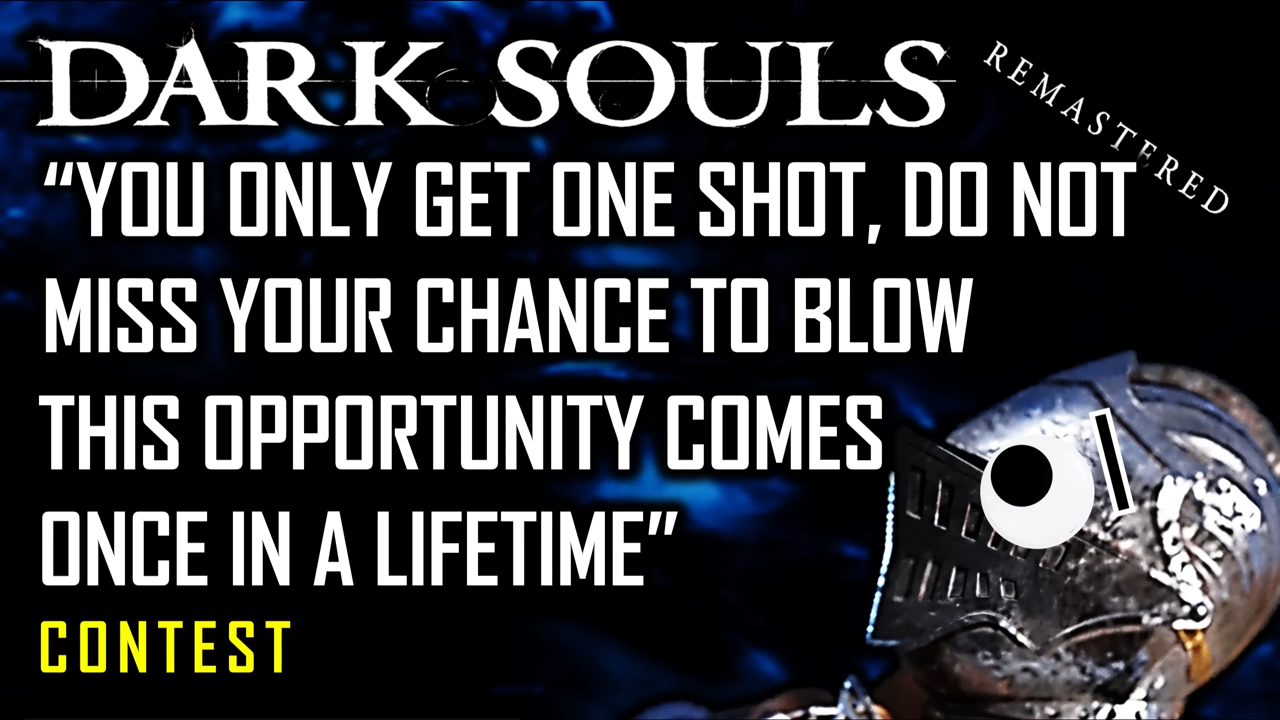 DARK SOULS
REMASTERED
“YOU ONLY GET ONE SHOT, DO NOT
MISS YOUR CHANCE TO BLOW
THIS OPPORTUNITY COMES
ONCE IN A LIFETIME”
CONTEST